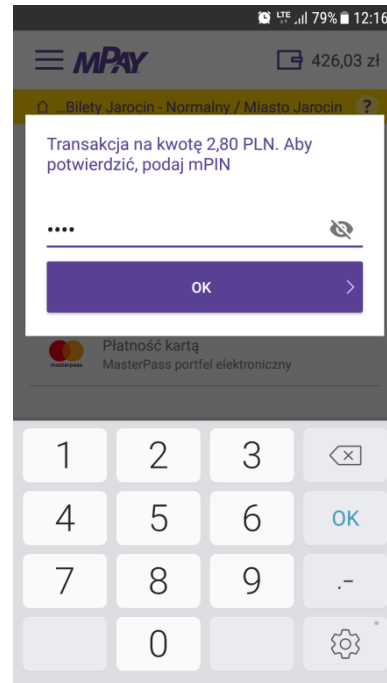 LTE 79% 12:16
mPAY 426,03 zł
...Bilety Jarocin - Normalny / Miasto Jarocin ?
Transakcja na kwotę 2,80 PLN. Aby
potwierdzić, podaj mPIN
••••
OK
Płatność kartą
masterpass MasterPass portfel elektroniczny
1 2 3
4 5 6 OK
7 8 9 .-
0